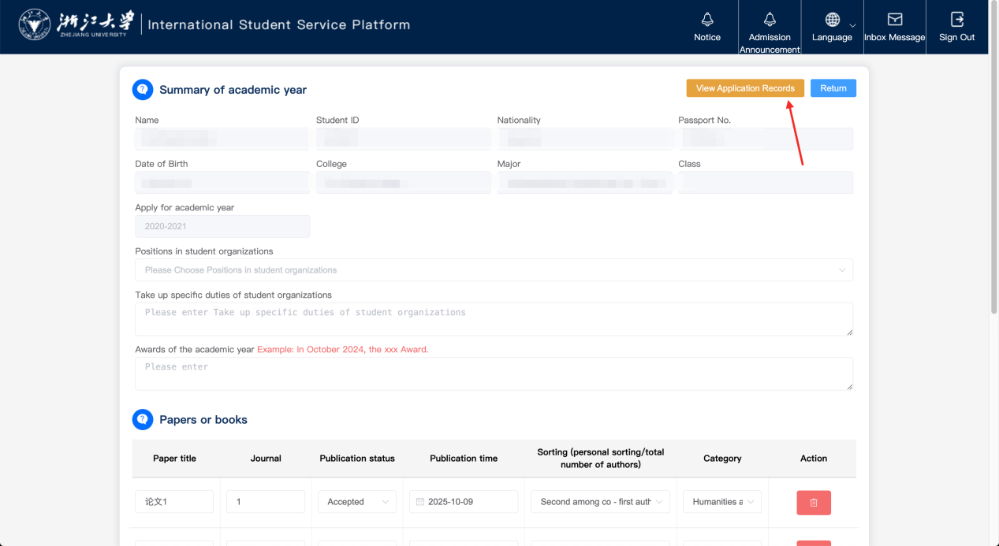 浙江大学
ZHEJIANG UNIVERSITY
International Student Service Platform
Notice
Admission
Announcement
Language
Inbox Message
Sign Out
Summary of academic year
View Application Records
Return
Name
Student ID
Nationality
Passport No.
Date of Birth
College
Major
Class
Apply for academic year
2020-2021
Positions in student organizations
Please Choose Positions in student organizations
Take up specific duties of student organizations
Please enter Take up specific duties of student organizations
Awards of the academic year Example: In October 2024, the xxx Award.
Please enter
Papers or books
Paper title
Journal
Publication status
Publication time
Sorting (personal sorting/total
number of authors)
Category
Action
论文1
1
Accepted
2025-10-09
Second among co - first auth
Humanities a